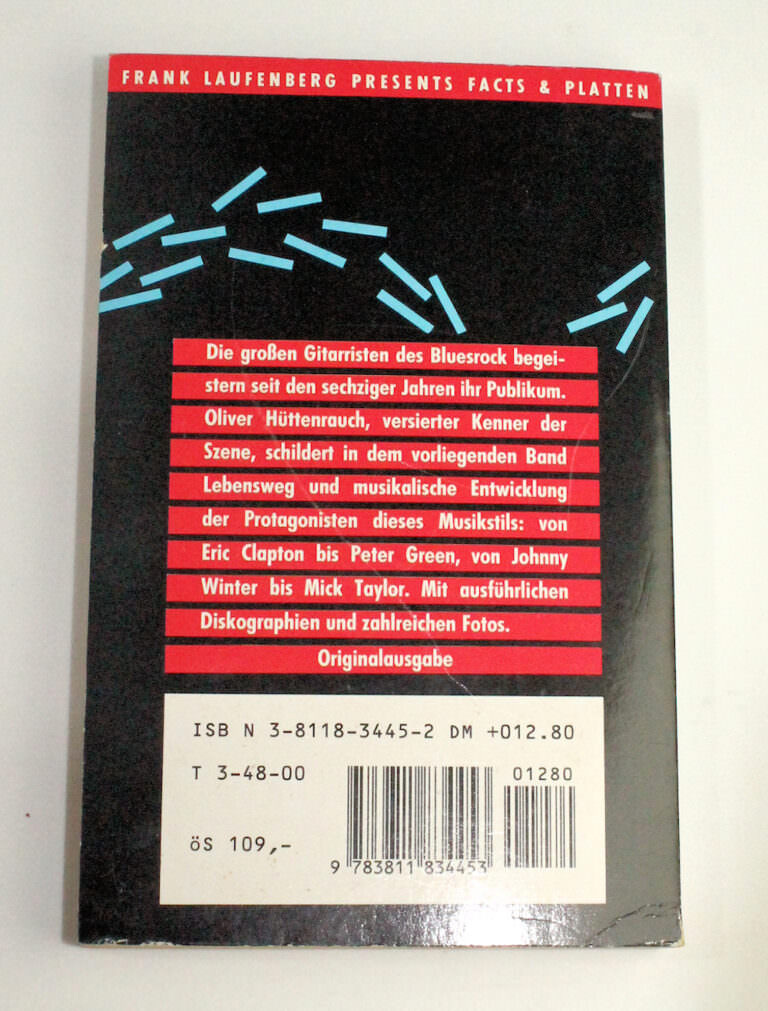 FRANK LAUFENBERG PRESENTS FACTS & PLATTEN
Die großen Gitarristen des Bluesrock begei-
stern seit den sechziger Jahren ihr Publikum.
Oliver Hüttenrauch, versierter Kenner der
Szene, schildert in dem vorliegenden Band
Lebensweg und musikalische Entwicklung
der Protagonisten dieses Musikstils: von
Eric Clapton bis Peter Green, von Johnny
Winter bis Mick Taylor. Mit ausführlichen
Diskographien und zahlreichen Fotos.
Originalausgabe
ISB N 3-8118-3445-2 DM +012.80
T 3-48-00
01280
öS 109,-
9 783811 834453